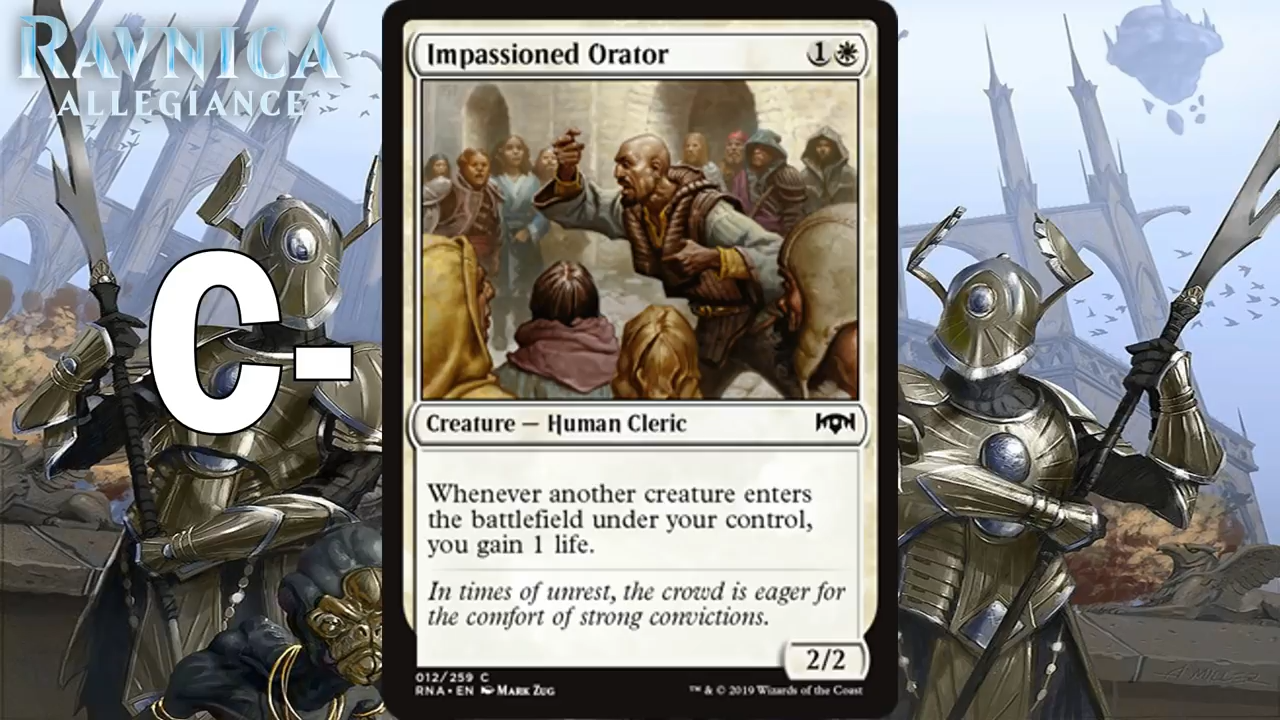 RAVNICA
ALLEGIANCE
C-
Impassioned Orator 1
Creature — Human Cleric
Whenever another creature enters
the battlefield under your control,
you gain 1 life.
In times of unrest, the crowd is eager for
the comfort of strong convictions.
2/2
012/259 C
RNA • EN MARK ZUG
™ & © 2019 Wizards of the Coast
A. MILLER